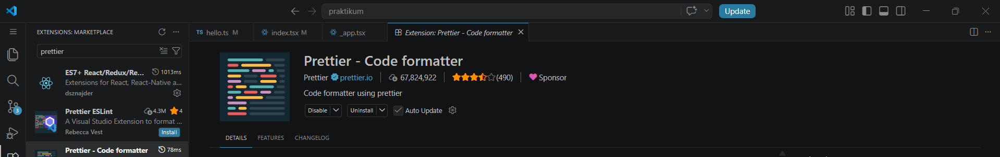 praktikum
Update
EXTENSIONS: MARKETPLACE
prettier
ES7+ React/Redux/Re... 1013ms
Extensions for React, React-Native a...
dsznajder
3
Prettier ESLint 4.3M 4
A Visual Studio Extension to format ...
Rebecca Vest Install
Prettier - Code formatter 78ms
TS hello.ts M
index.tsx M
_app.tsx
Extension: Prettier - Code formatter
Prettier - Code formatter
Prettier prettier.io 67,824,922 (490) Sponsor
Code formatter using prettier
Disable Uninstall Auto Update
DETAILS FEATURES CHANGELOG